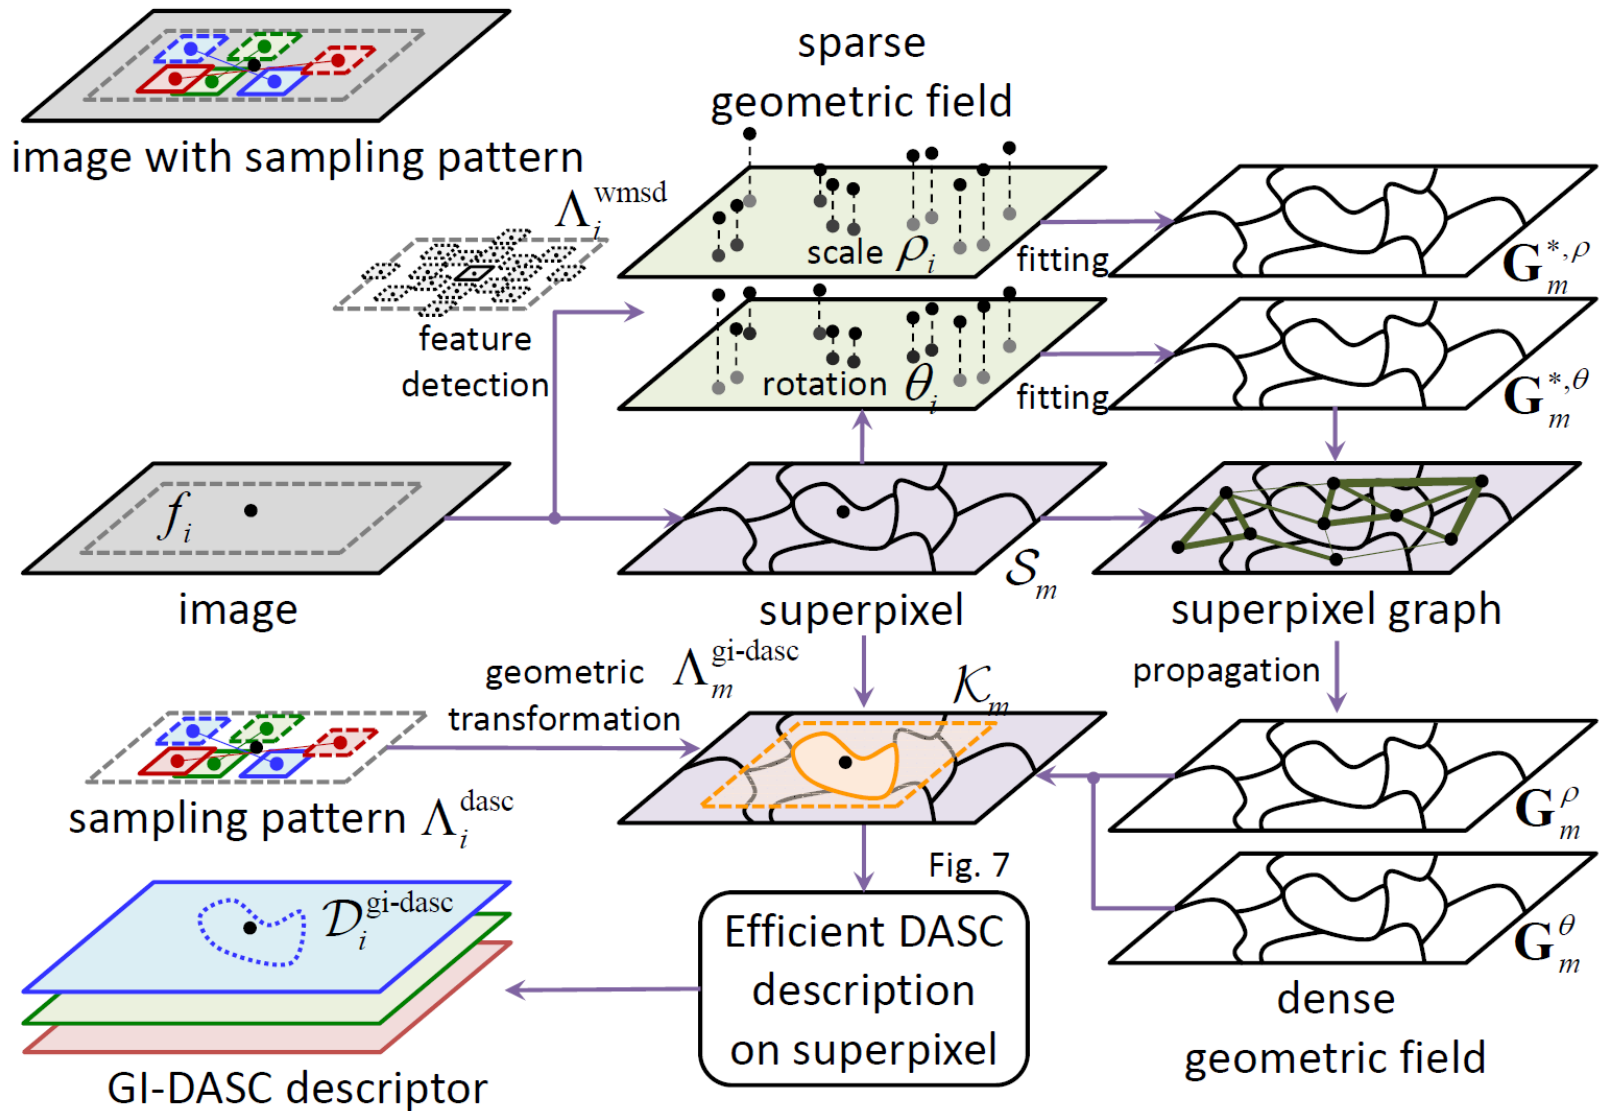 image with sampling pattern
sparse
geometric field
Λ_i^wmsd
feature
detection
scale ρ_i
fitting
G_m^{*,ρ}
rotation θ_i
fitting
G_m^{*,θ}
f_i
image
S_m
superpixel
superpixel graph
geometric
transformation
Λ_m^gi-dasc
K_m
propagation
sampling pattern Λ_i^dasc
G_m^ρ
G_m^θ
dense
geometric field
Fig. 7
Efficient DASC
description
on superpixel
D_i^gi-dasc
GI-DASC descriptor